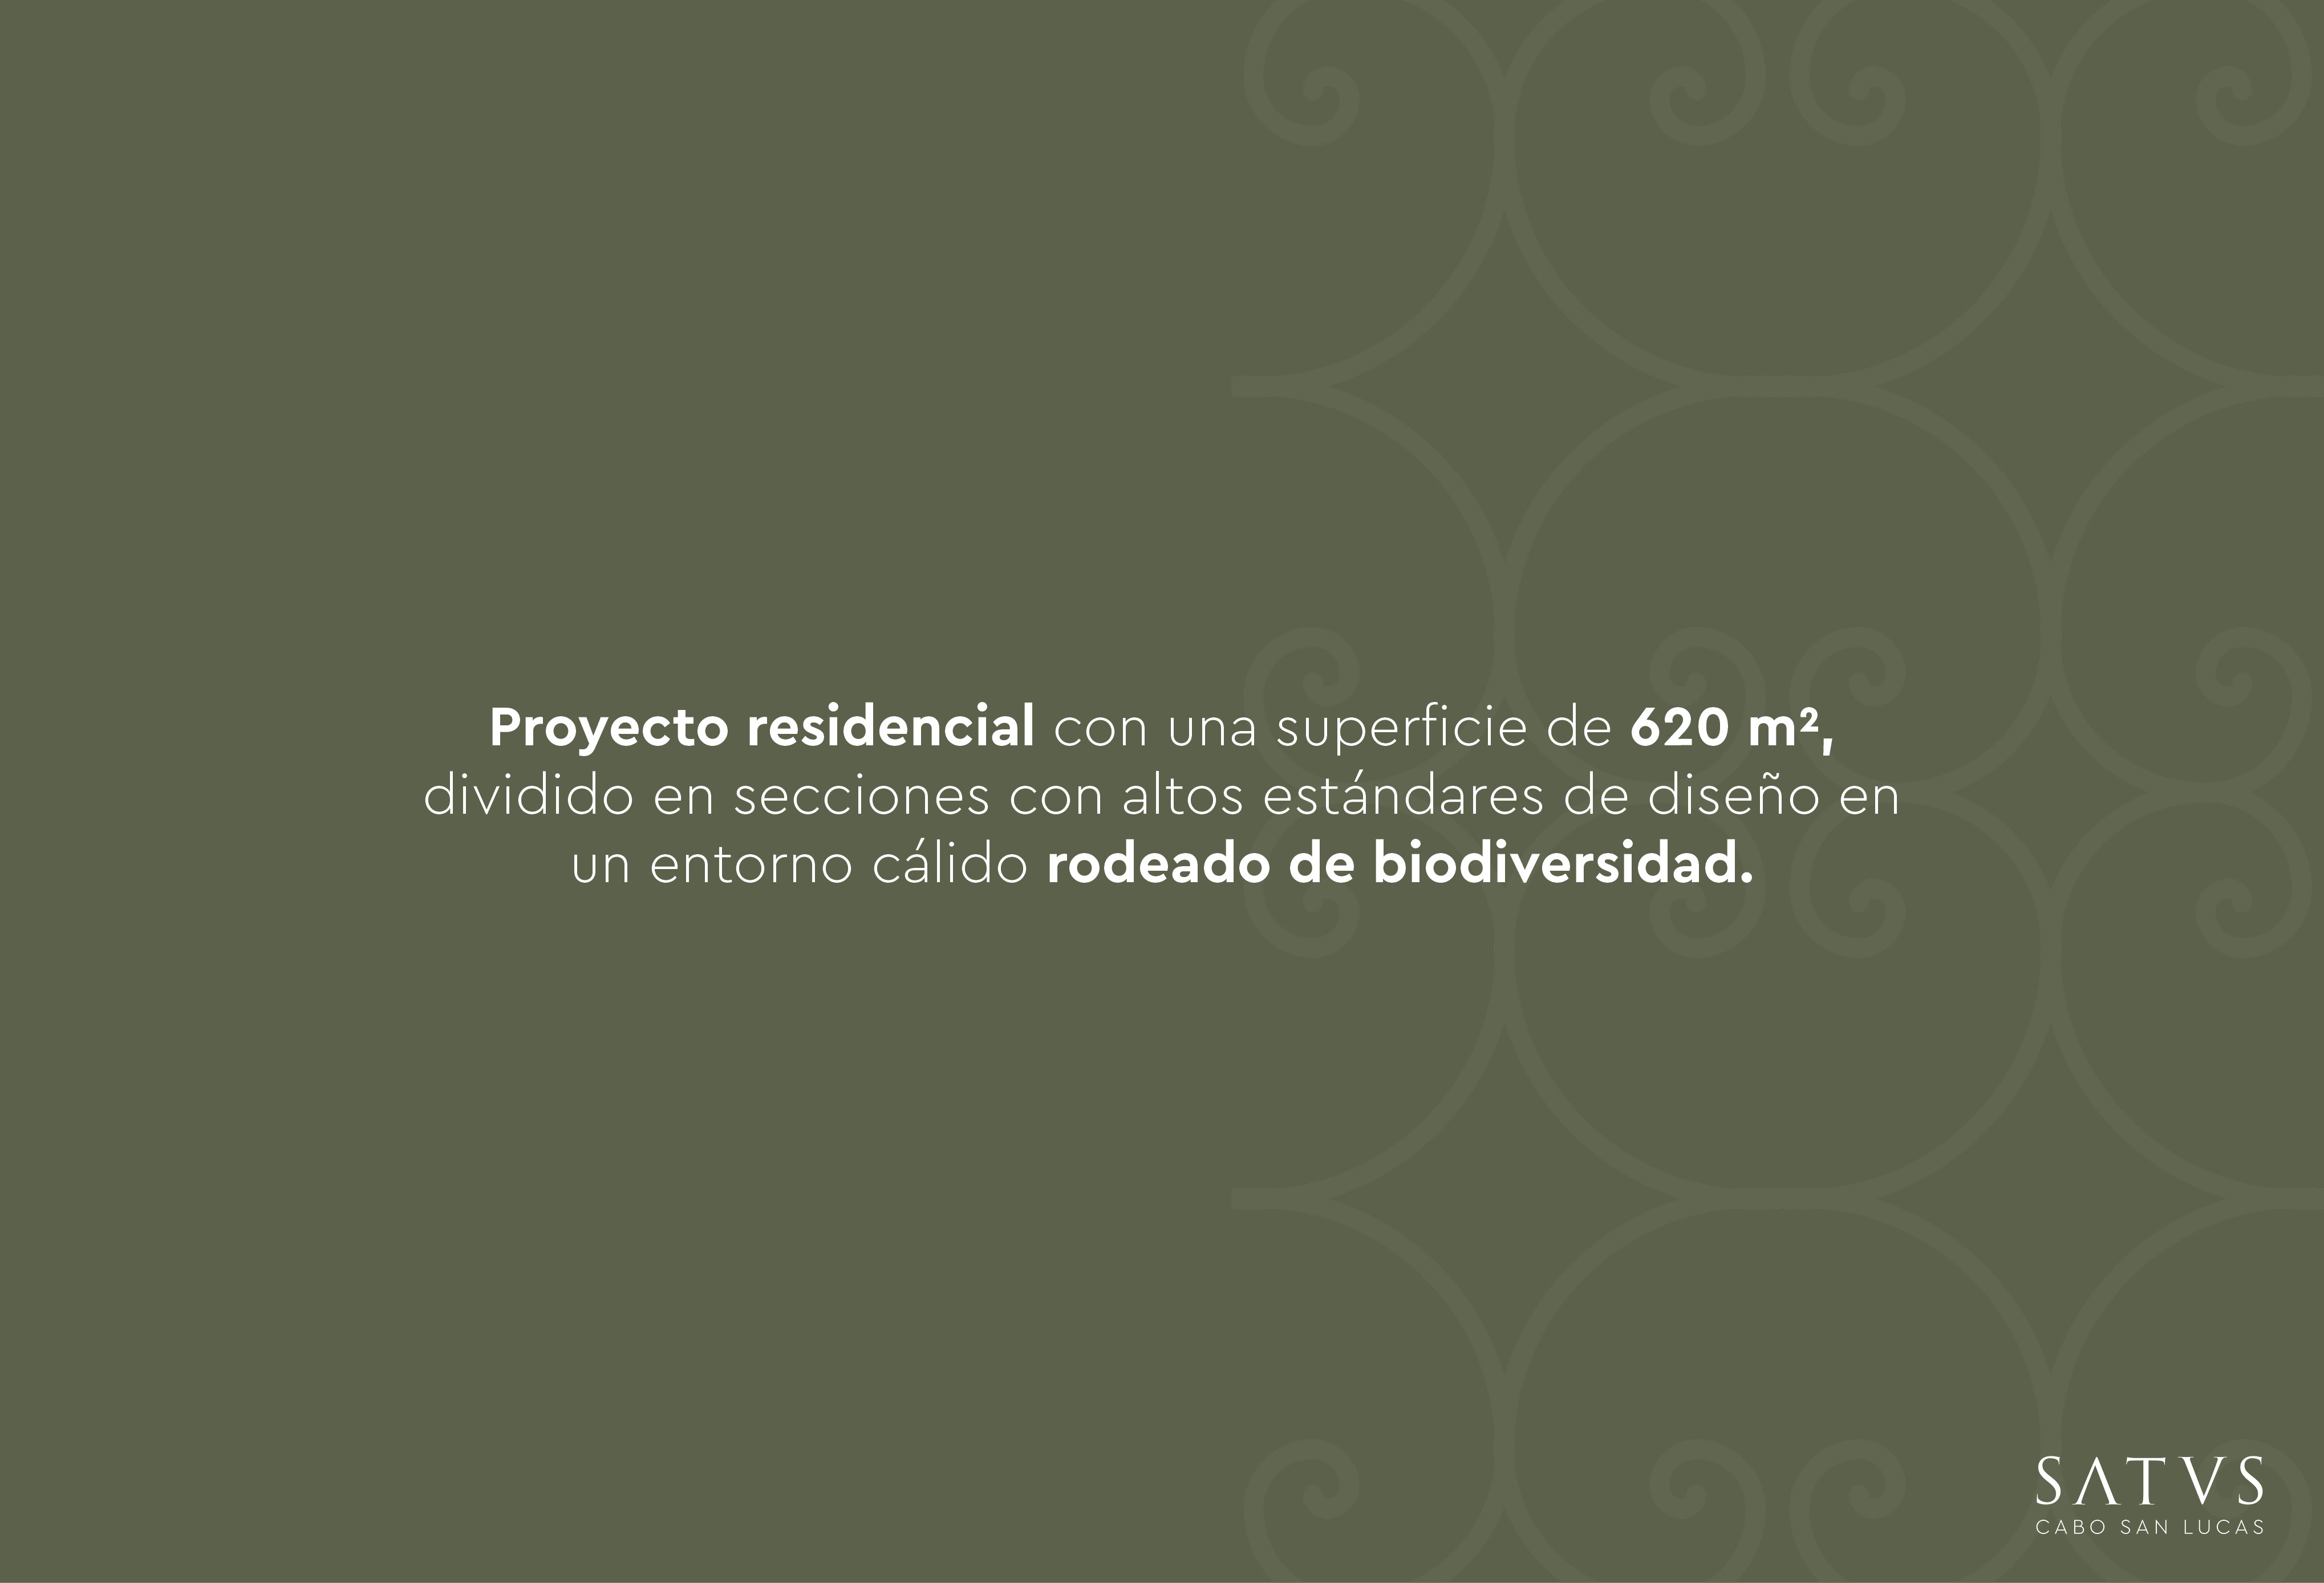 Proyecto residencial con una superficie de 620 m²,
dividido en secciones con altos estándares de diseño en
un entorno cálido rodeado de biodiversidad.
SATVS
CABO SAN LUCAS